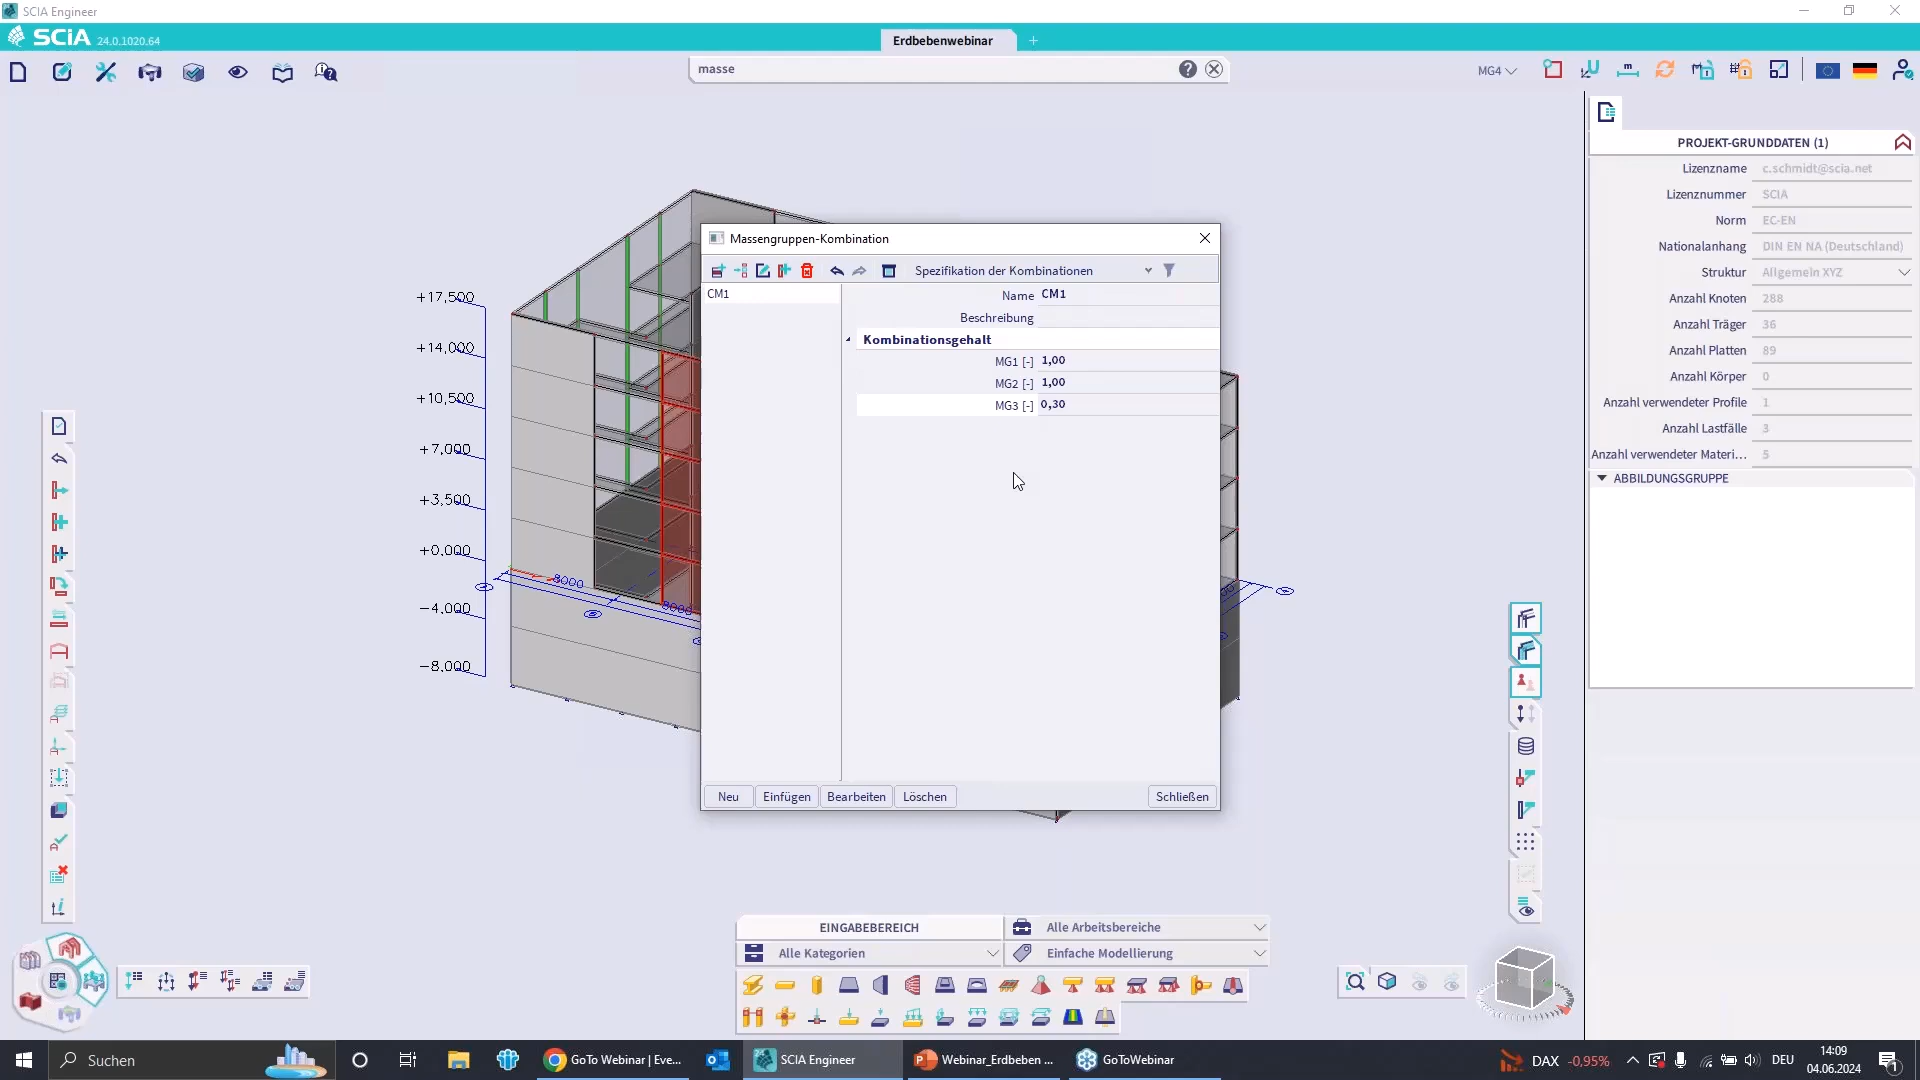 SCIA Engineer
SCiA 24.0.1020.64
Erdbebenwebinar
masse
MG4
PROJEKT-GRUNDDATEN (1)
Lizenzname c.schmidt@scia.net
Lizenznummer SCIA
Norm EC-EN
Nationalanhang DIN EN NA (Deutschland)
Struktur Allgemein XYZ
Anzahl Knoten 288
Anzahl Träger 36
Anzahl Platten 89
Anzahl Körper 0
Anzahl verwendeter Profile 1
Anzahl Lastfälle 3
Anzahl verwendeter Materi... 5
ABBILDUNGSGRUPPE
Massengruppen-Kombination
Spezifikation der Kombinationen
CM1
Name CM1
Beschreibung
Kombinationsgehalt
MG1 [-] 1,00
MG2 [-] 1,00
MG3 [-] 0,30
Neu Einfügen Bearbeiten Löschen Schließen
+17,500
+14,000
+10,500
+7,000
+3,500
+0,000
-4,000
-8,000
8000
8000
EINGABEBEREICH Alle Arbeitsbereiche
Alle Kategorien Einfache Modellierung
Suchen
GoTo Webinar | Eve...
SCIA Engineer
Webinar_Erdbeben ...
GoToWebinar
DAX -0,95%
DEU
14:09
04.06.2024
1